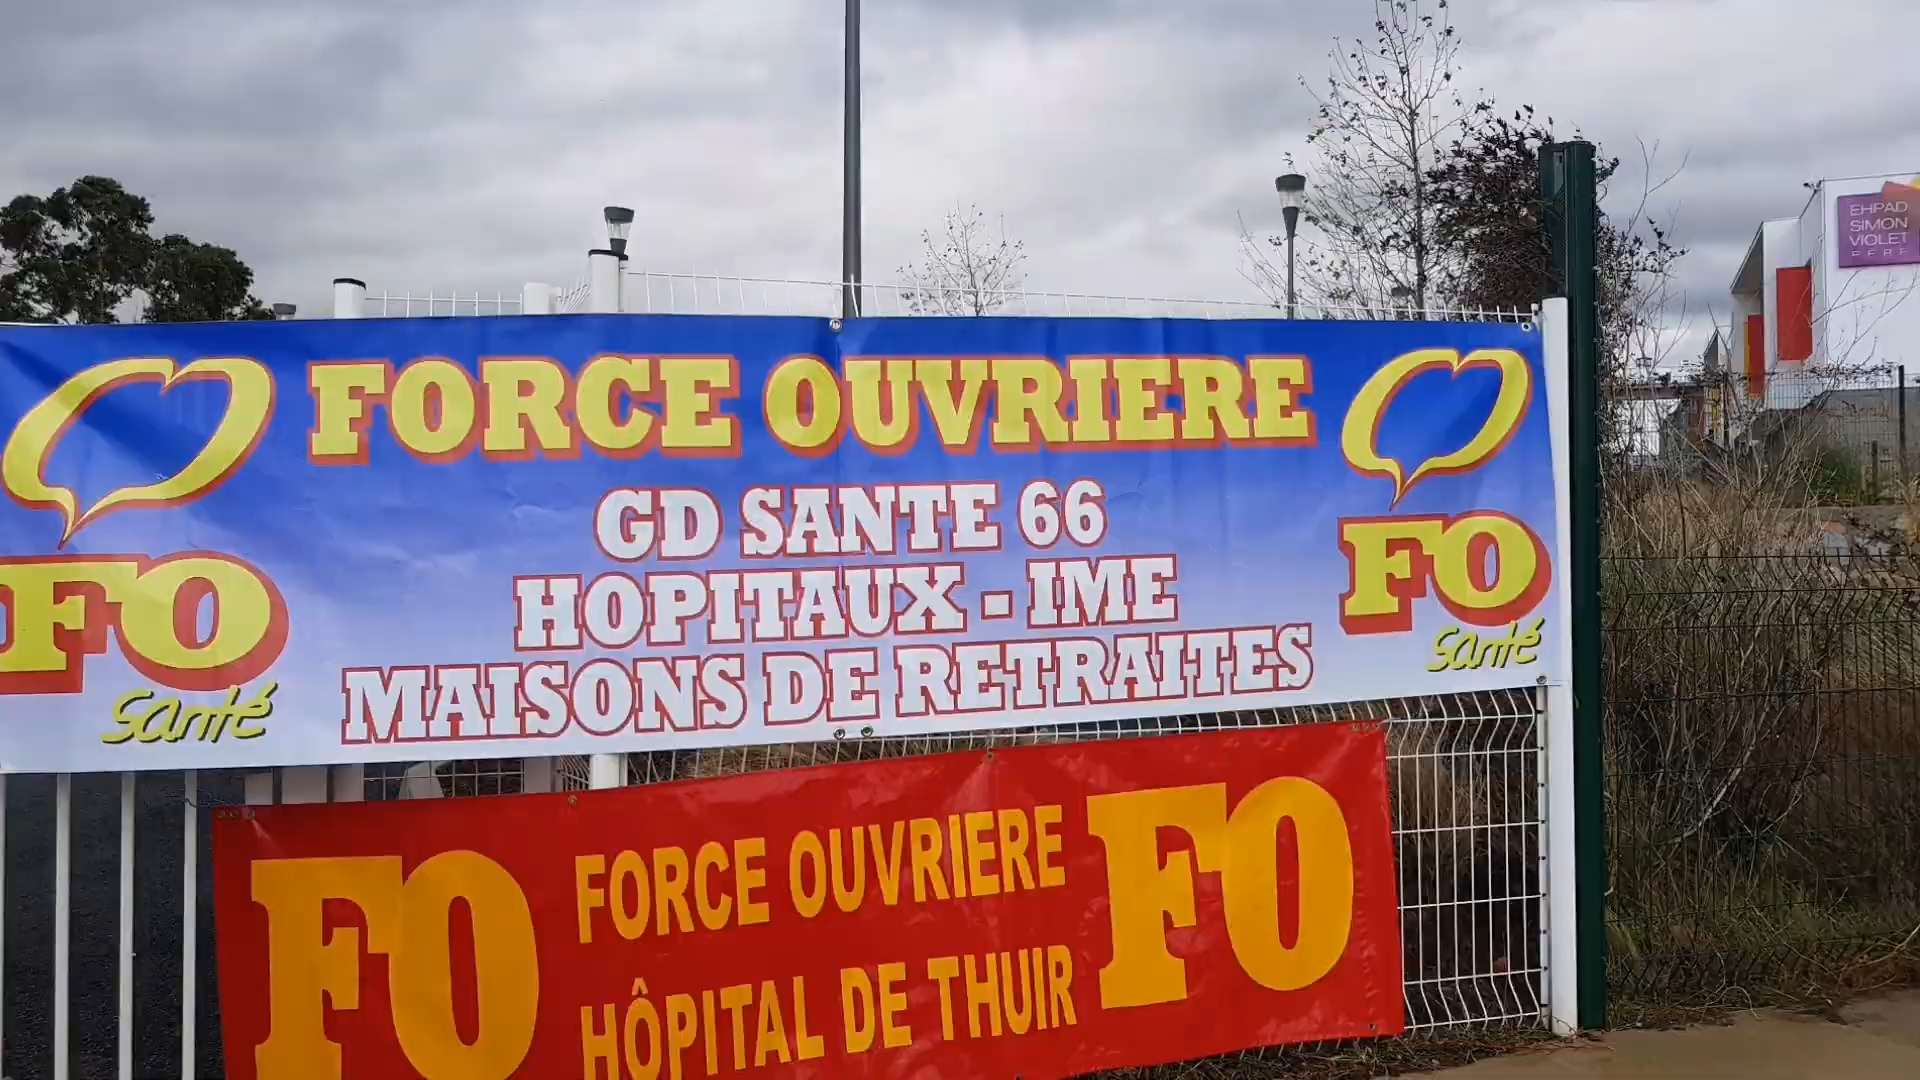 EHPAD
SIMON
VIOLET
PERE
FORCE OUVRIERE
GD SANTE 66
HOPITAUX - IME
MAISONS DE RETRAITES
FO
Santé
FO
Santé
FO
FORCE OUVRIERE
HÔPITAL DE THUIR
FO